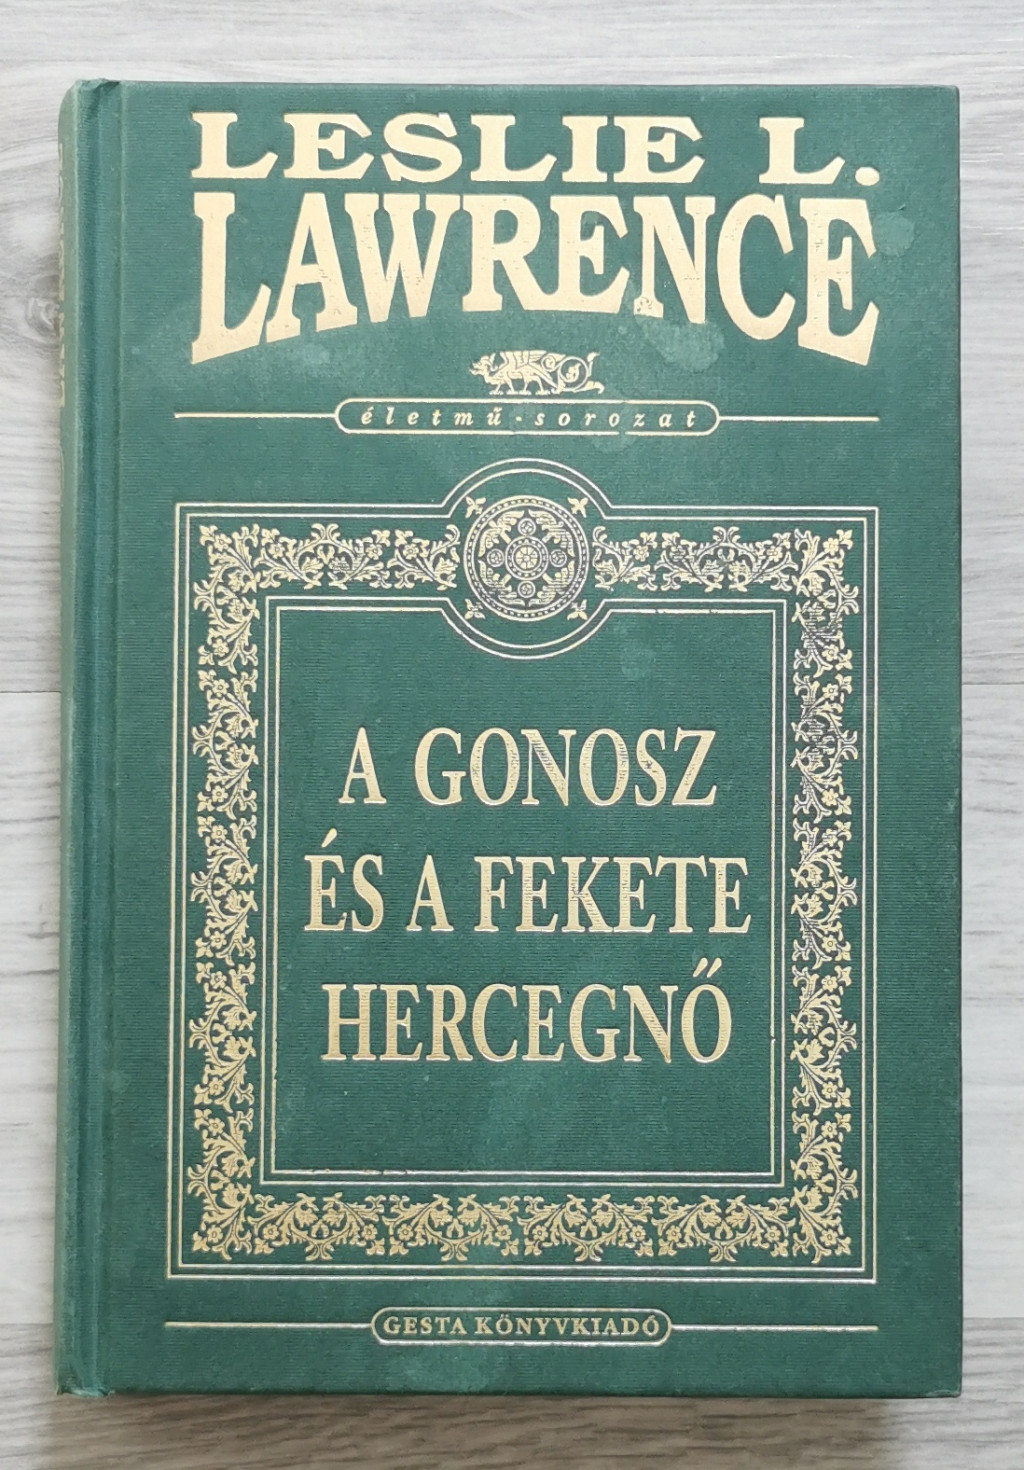 LESLIE L.
LAWRENCE
életmű-sorozat
A GONOSZ
ÉS A FEKETE
HERCEGNŐ
GESTA KÖNYVKIADÓ